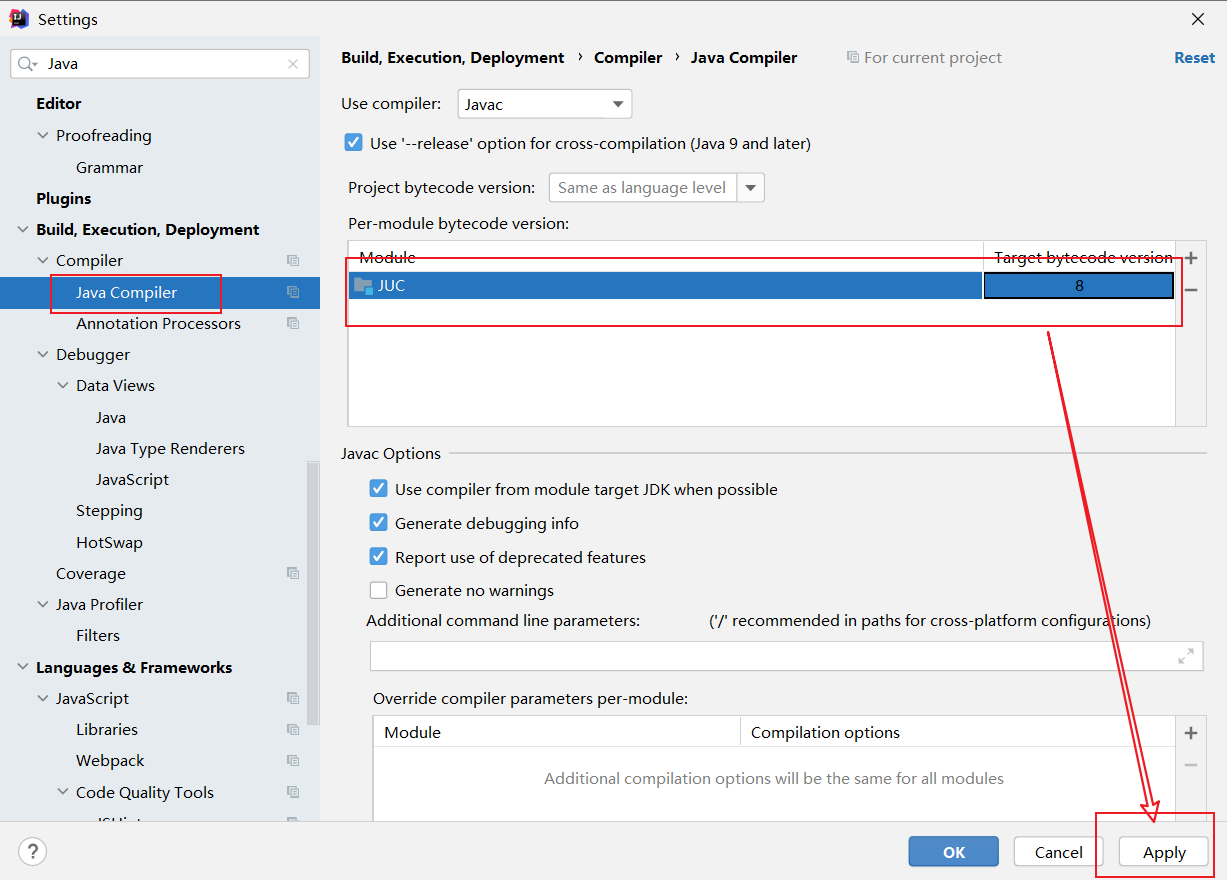 Settings
Java
Editor
Proofreading
Grammar
Plugins
Build, Execution, Deployment
Compiler
Java Compiler
Annotation Processors
Debugger
Data Views
Java
Java Type Renderers
JavaScript
Stepping
HotSwap
Coverage
Java Profiler
Filters
Languages & Frameworks
JavaScript
Libraries
Webpack
Code Quality Tools
Build, Execution, Deployment › Compiler › Java Compiler For current project Reset
Use compiler: Javac
Use '--release' option for cross-compilation (Java 9 and later)
Project bytecode version: Same as language level
Per-module bytecode version:
Module Target bytecode version
JUC 8
Javac Options
Use compiler from module target JDK when possible
Generate debugging info
Report use of deprecated features
Generate no warnings
Additional command line parameters: ('/' recommended in paths for cross-platform configurations)
Override compiler parameters per-module:
Module Compilation options
Additional compilation options will be the same for all modules
? OK Cancel Apply